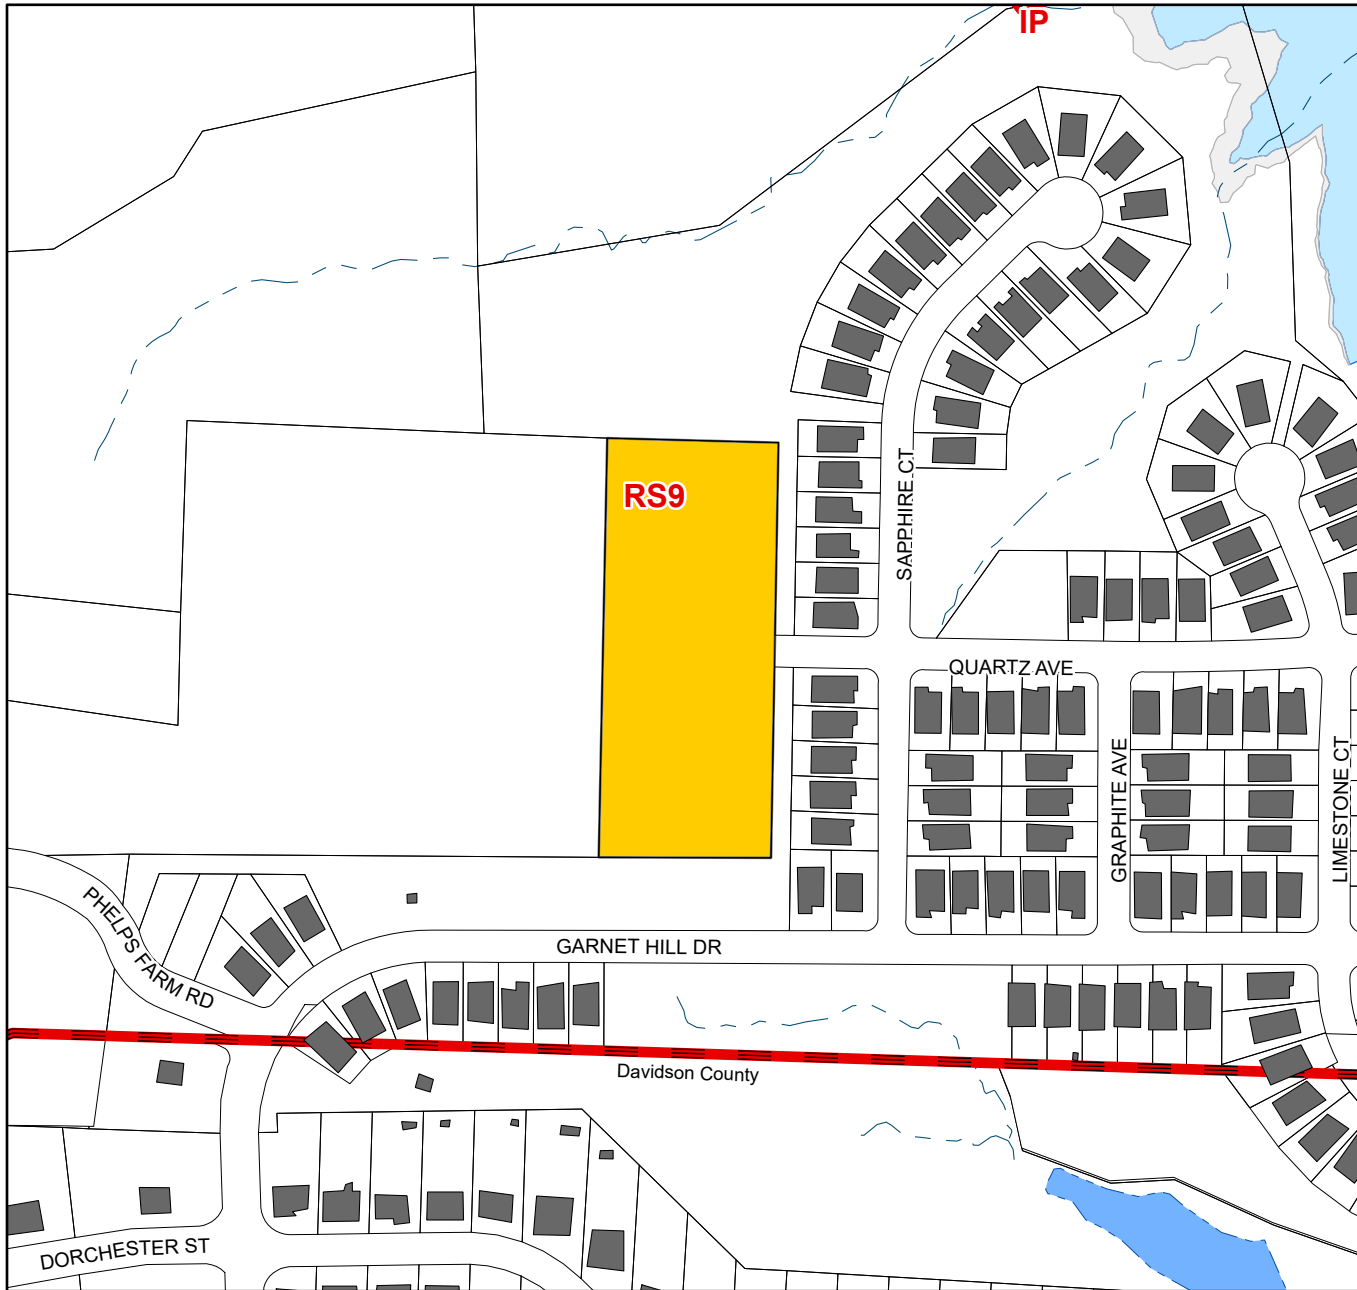 IP
RS9
SAPPHIRE CT
QUARTZ AVE
GRAPHITE AVE
LIMESTONE CT
PHELPS FARM RD
GARNET HILL DR
Davidson County
DORCHESTER ST